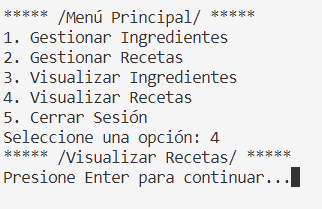 ***** /Menú Principal/ *****
1. Gestionar Ingredientes
2. Gestionar Recetas
3. Visualizar Ingredientes
4. Visualizar Recetas
5. Cerrar Sesión
Seleccione una opción: 4
***** /Visualizar Recetas/ *****
Presione Enter para continuar...